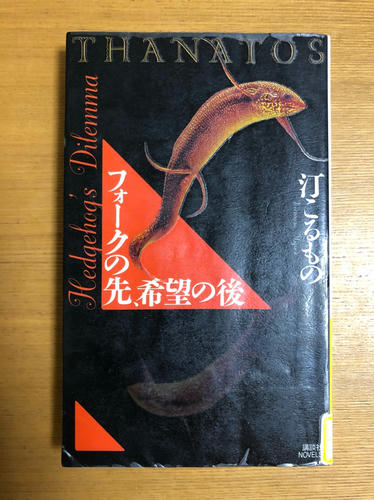 THANATOS
Hedgehog's Dilemma
フォークの
先、希望の後
汀こるもの
講談社
NOVELS